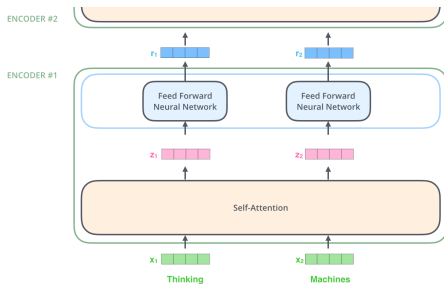 ENCODER #2
r₁
r₂
ENCODER #1
Feed Forward
Neural Network
Feed Forward
Neural Network
z₁
z₂
Self-Attention
x₁
x₂
Thinking
Machines